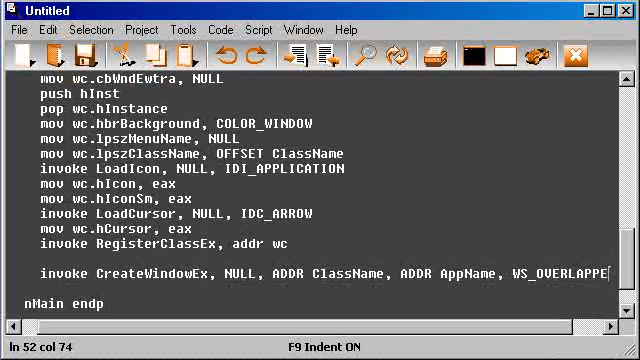 Untitled
File Edit Selection Project Tools Code Script Window Help
mov wc.cbWndEwtra, NULL
push hInst
pop wc.hInstance
mov wc.hbrBackground, COLOR_WINDOW
mov wc.lpszMenuName, NULL
mov wc.lpszClassName, OFFSET ClassName
invoke LoadIcon, NULL, IDI_APPLICATION
mov wc.hIcon, eax
mov wc.hIconSm, eax
invoke LoadCursor, NULL, IDC_ARROW
mov wc.hCursor, eax
invoke RegisterClassEx, addr wc
invoke CreateWindowEx, NULL, ADDR ClassName, ADDR AppName, WS_OVERLAPPE
nMain endp
ln 52 col 74 F9 Indent ON